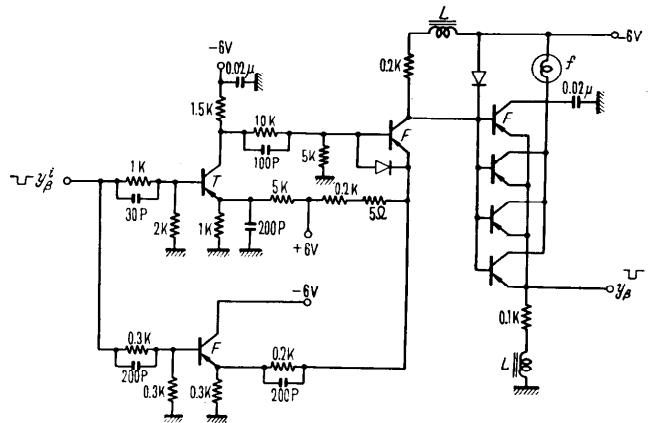 L
-6V
-6V
0.02μ
0.2K
f
1.5K
0.02μ
10K
F
F
100P
5K
1K
y_β^i
T
5K
0.2K
5Ω
30P
2K
1K
200P
+6V
-6V
y_β
0.1K
0.3K
F
0.2K
L
200P
0.3K
0.3K
200P